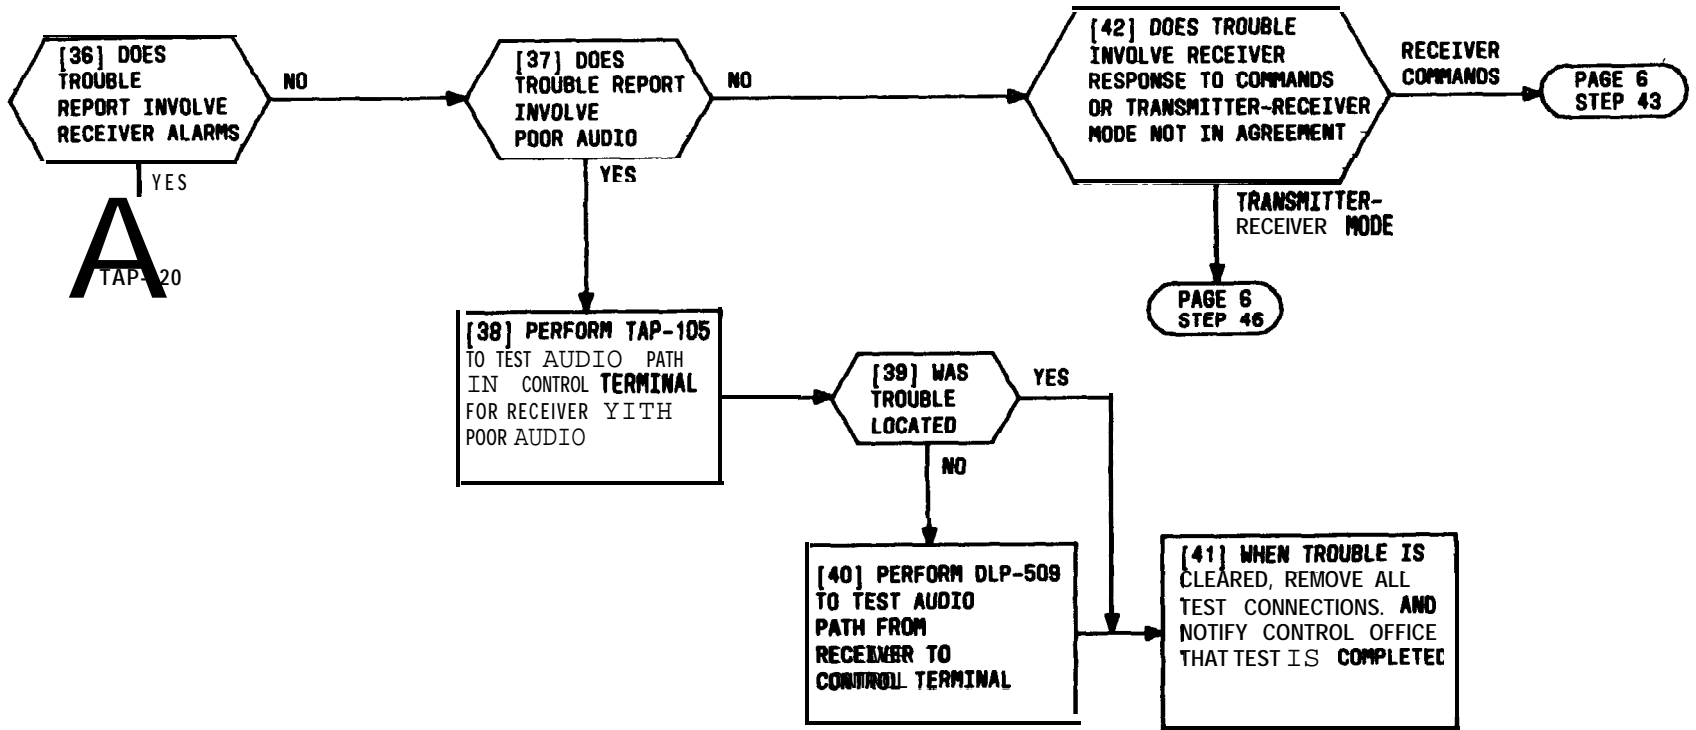 [36] DOES
TROUBLE
REPORT INVOLVE
RECEIVER ALARMS
NO
YES
A
[37] DOES
TROUBLE REPORT
INVOLVE
POOR AUDIO
NO
YES
[42] DOES TROUBLE
INVOLVE RECEIVER
RESPONSE TO COMMANDS
OR TRANSMITTER-RECEIVER
MODE NOT IN AGREEMENT
RECEIVER
COMMANDS
PAGE 6
STEP 43
TRANSMITTER-
RECEIVER MODE
PAGE 6
STEP 46
[38] PERFORM TAP-105
TO TEST AUDIO PATH
IN CONTROL TERMINAL
FOR RECEIVER YITH
POOR AUDIO
[39] WAS
TROUBLE
LOCATED
YES
NO
[40] PERFORM DLP-509
TO TEST AUDIO
PATH FROM
RECEIVER TO
CONTROL TERMINAL
[41] WHEN TROUBLE IS
CLEARED, REMOVE ALL
TEST CONNECTIONS. AND
NOTIFY CONTROL OFFICE
THAT TEST IS COMPLETED